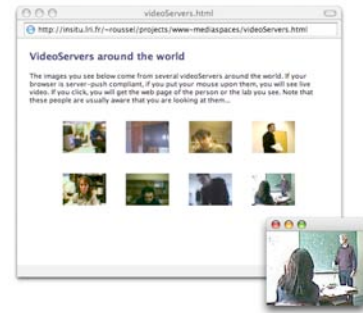 videoServers.html
http://insitu.lri.fr/~roussel/projects/www-mediaspaces/videoServers.html
VideoServers around the world
The images you see below come from several videoServers around the world. If your
browser is server-push compliant, if you put your mouse upon them, you will see live
video. If you click, you will get the web page of the person or the lab you see. Note that
these people are usually aware that you are looking at them...